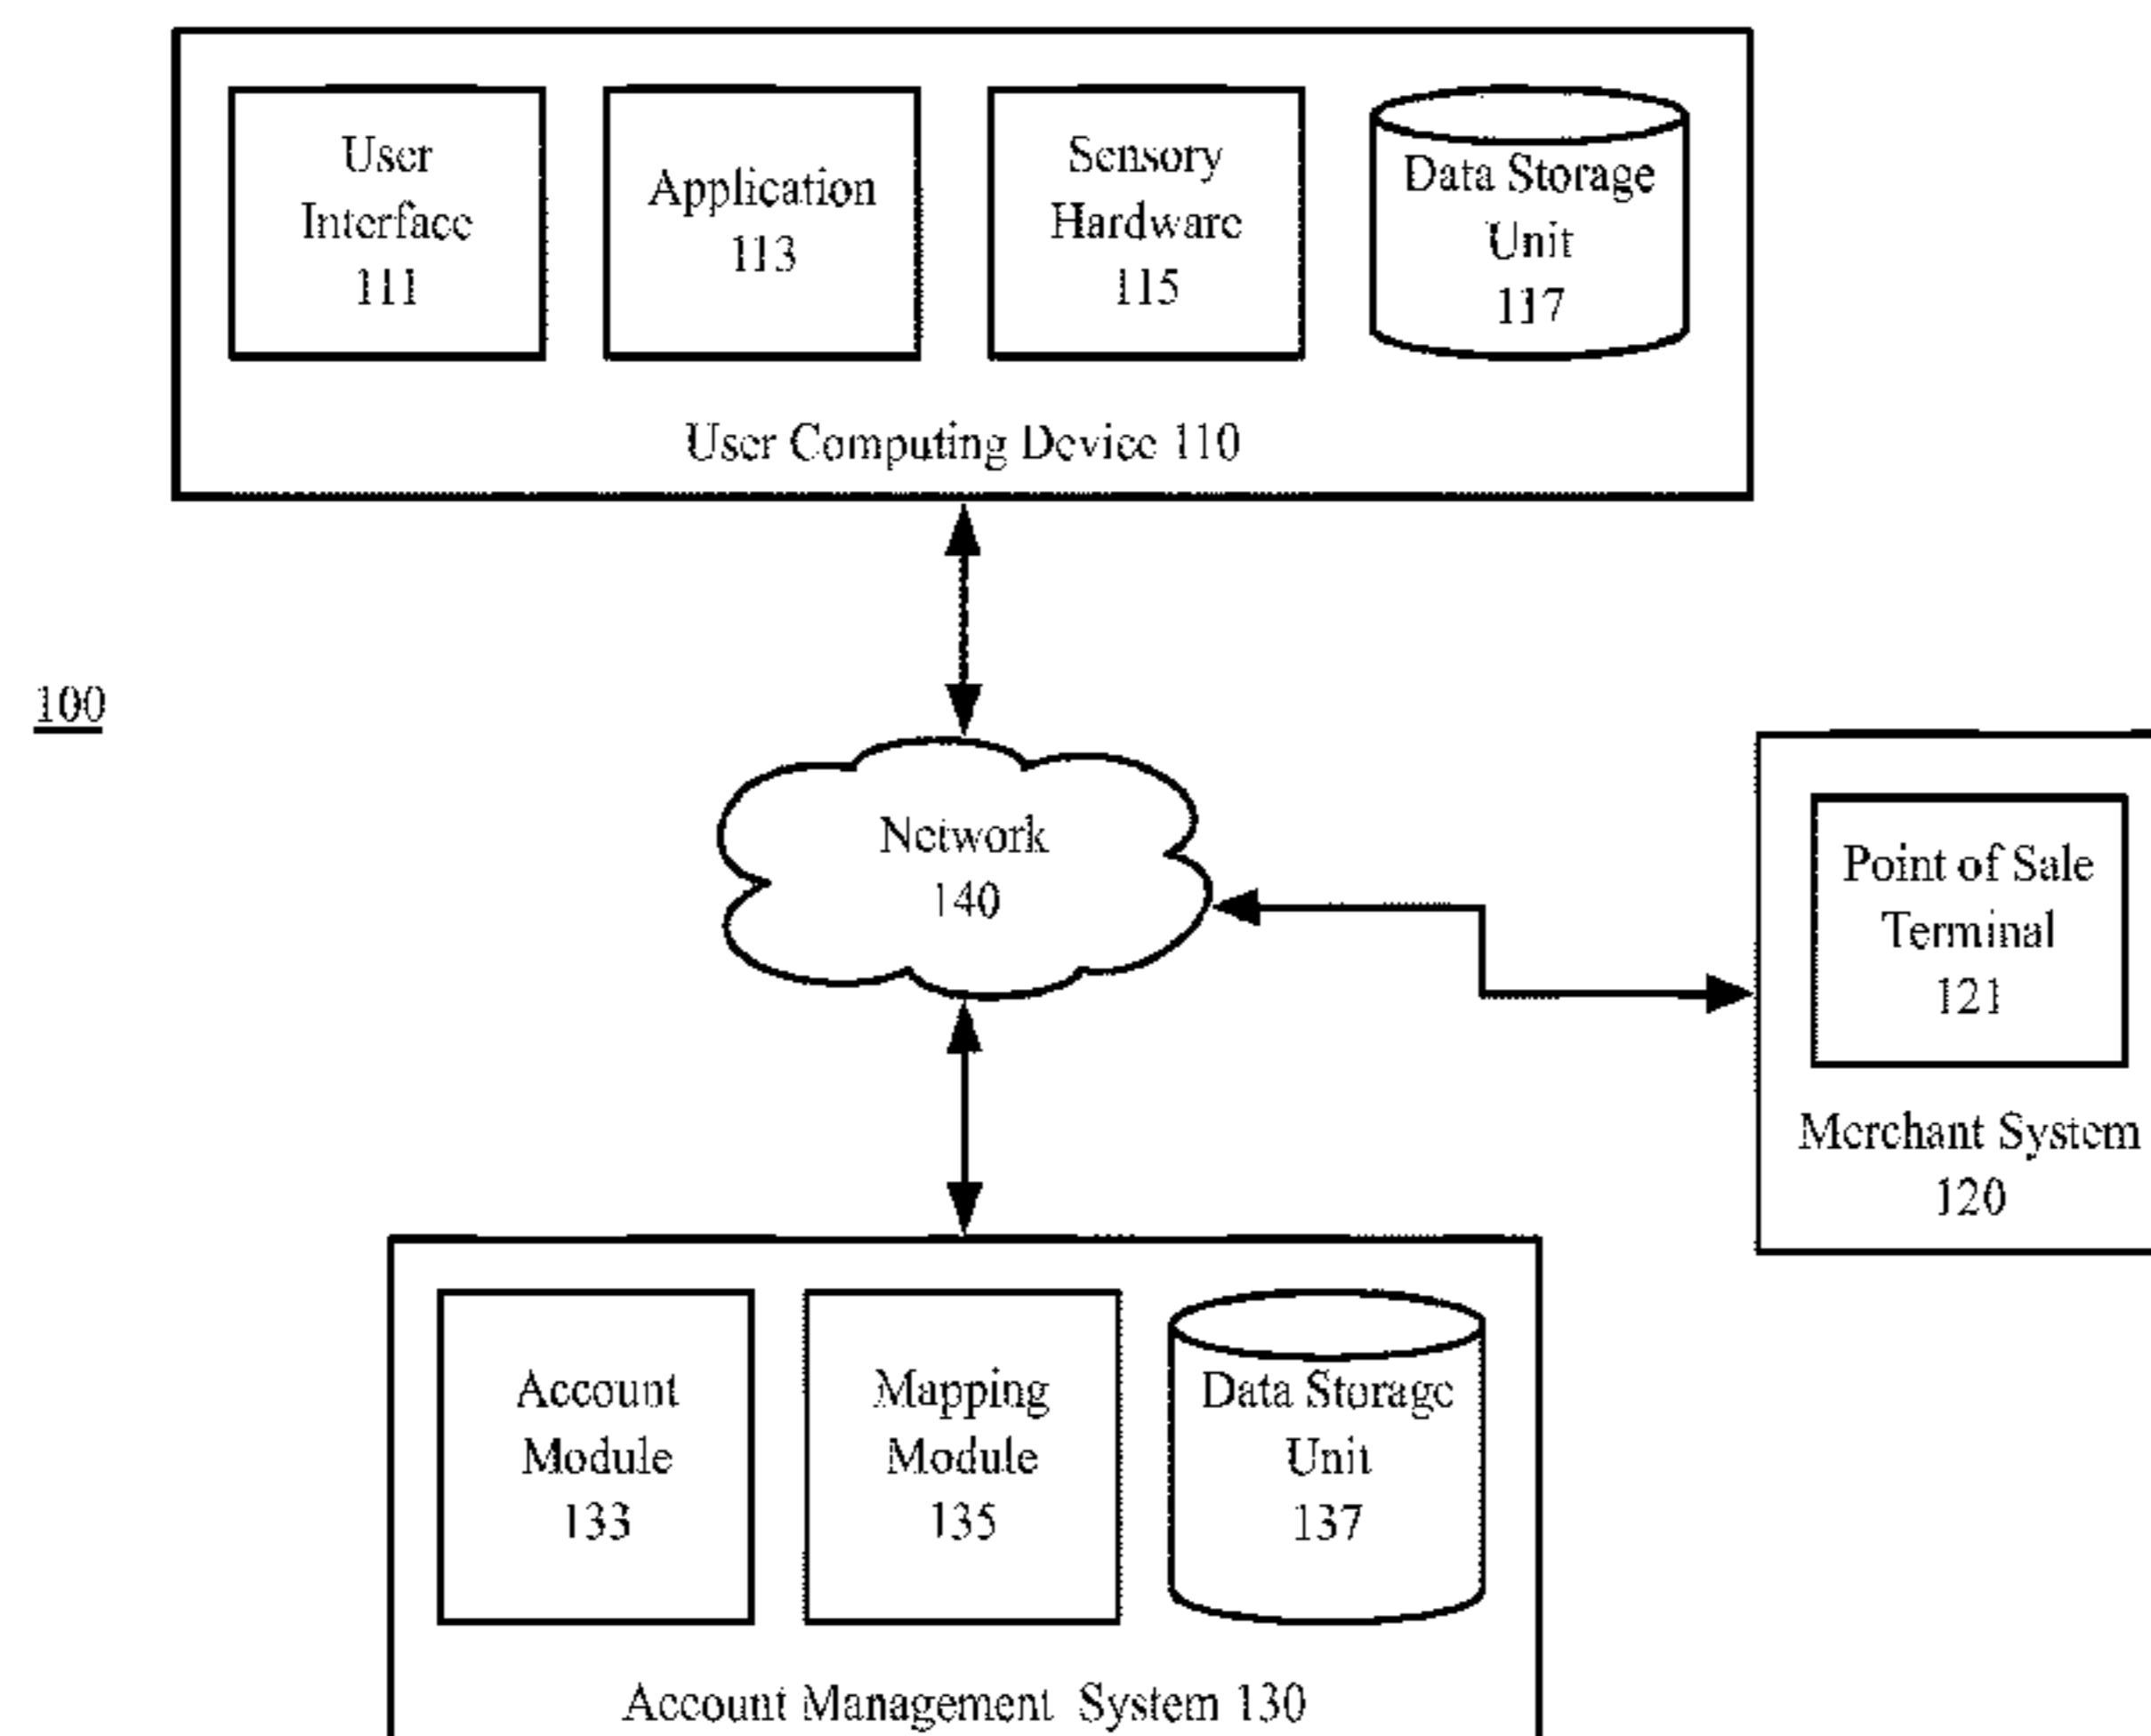 User
Interface
111
Application
113
Sensory
Hardware
115
Data Storage
Unit
117
User Computing Device 110
100
Network
140
Point of Sale
Terminal
121
Merchant System
120
Account
Module
133
Mapping
Module
135
Data Storage
Unit
137
Account Management System 130